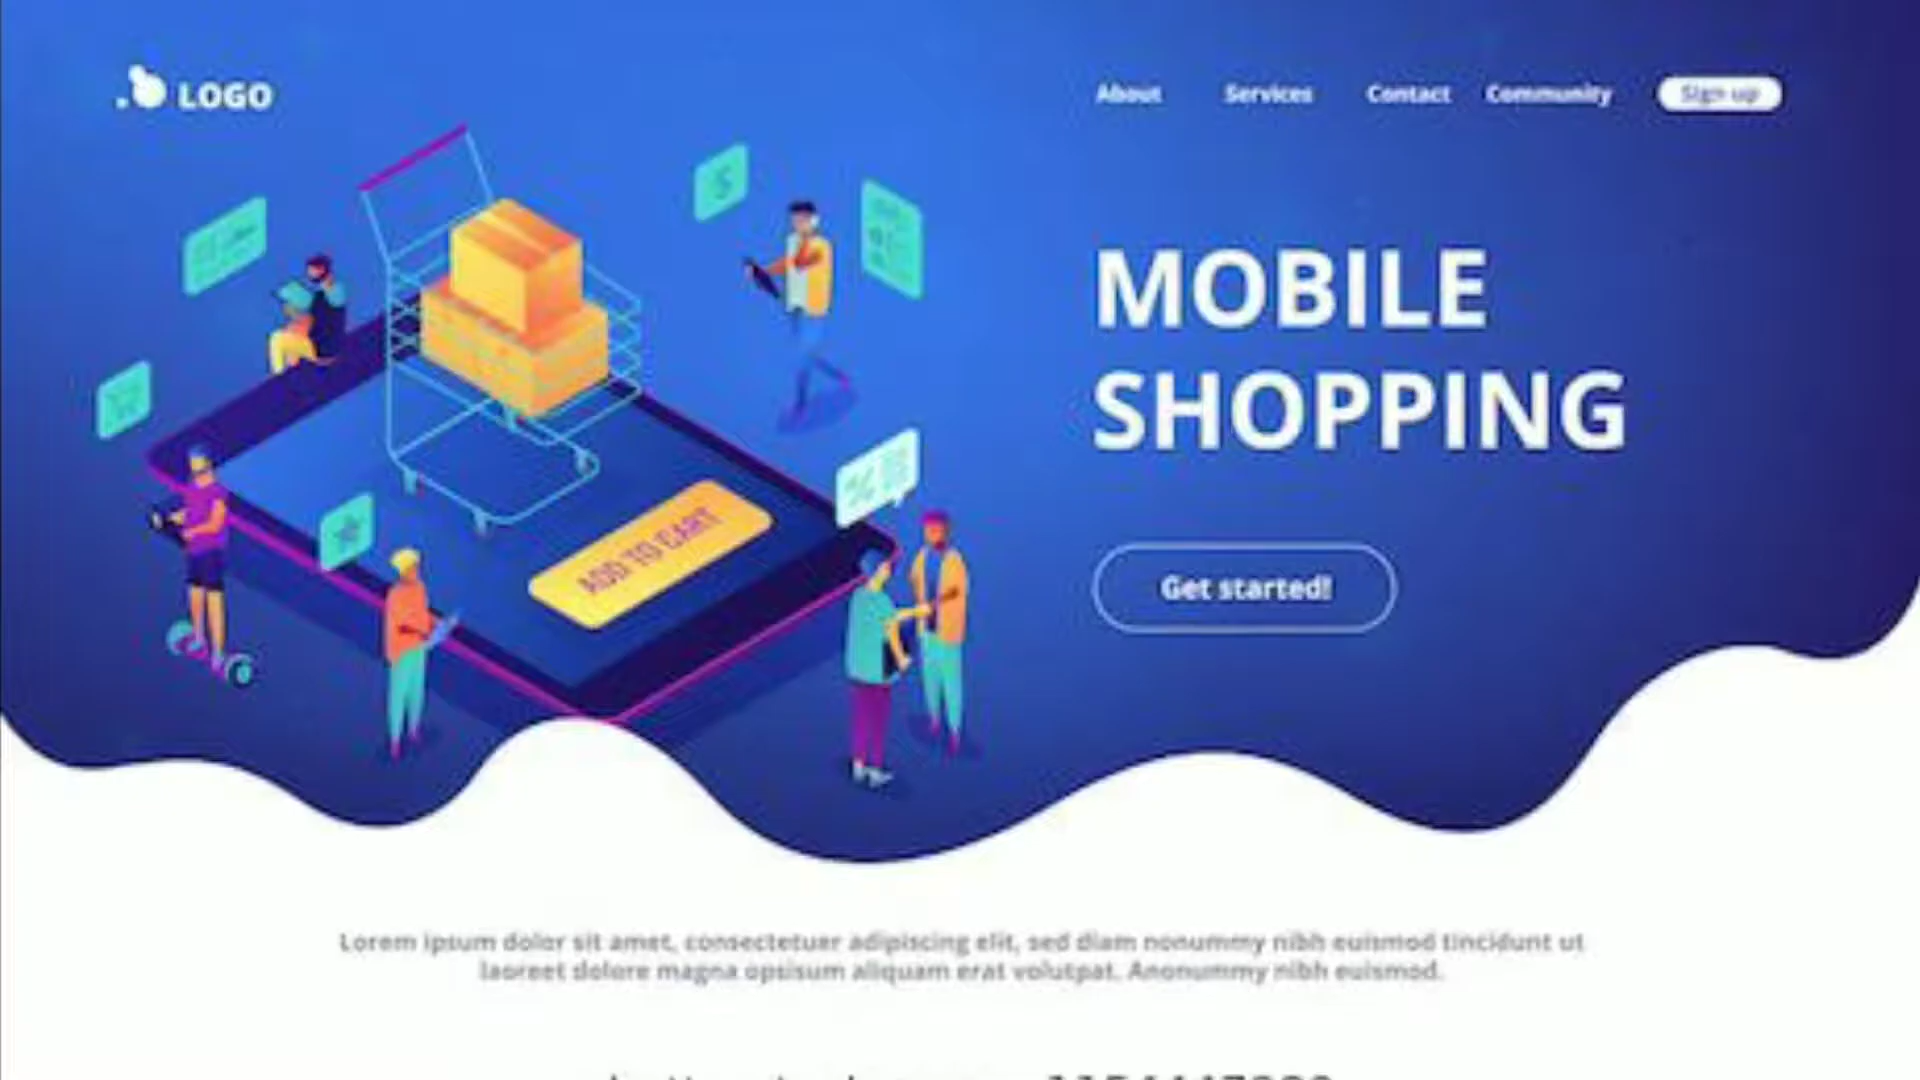 LOGO
About Services Contact Community Sign up
MOBILE
SHOPPING
ADD TO CART
Get started!
Lorem ipsum dolor sit amet, consectetuer adipiscing elit, sed diam nonummy nibh euismod tincidunt ut
laoreet dolore magna opsisum aliquam erat volutpat. Anonummy nibh euismod.